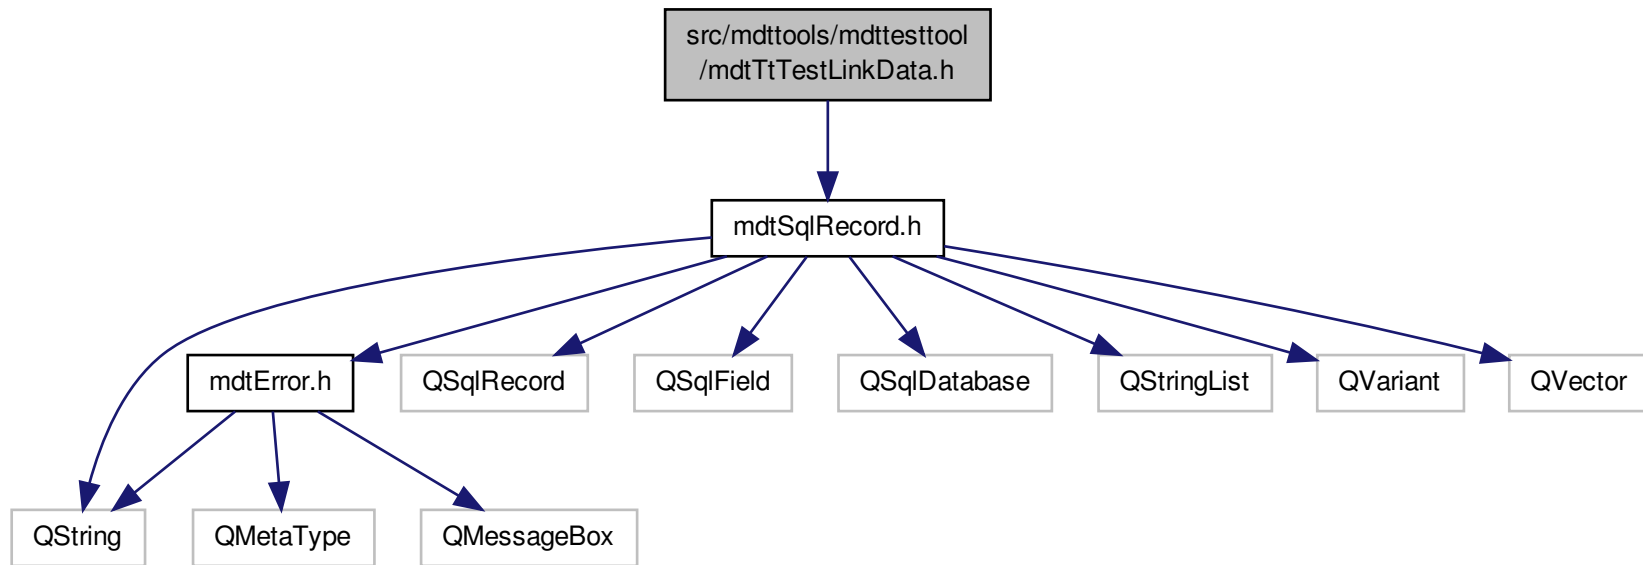 src/mdttools/mdttesttool
/mdtTtTestLinkData.h
mdtSqlRecord.h
mdtError.h
QSqlRecord
QSqlField
QSqlDatabase
QStringList
QVariant
QVector
QString
QMetaType
QMessageBox